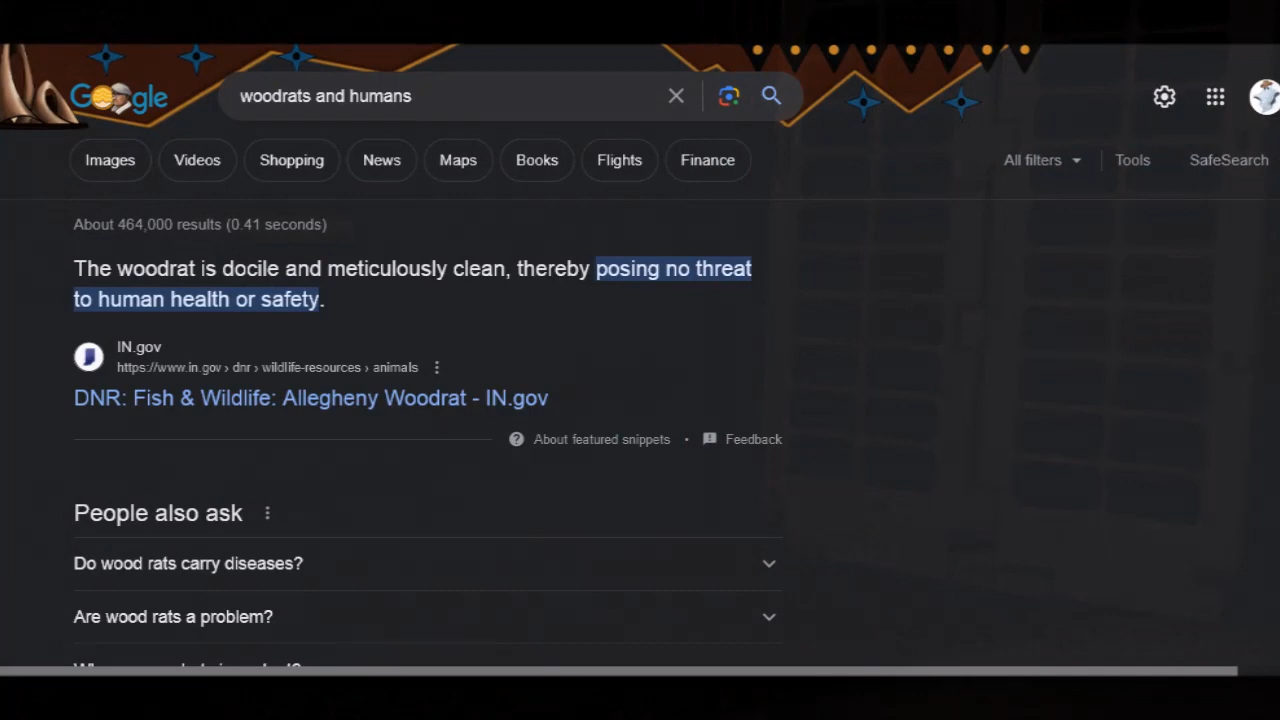 Google
woodrats and humans
Images Videos Shopping News Maps Books Flights Finance All filters Tools SafeSearch
About 464,000 results (0.41 seconds)
The woodrat is docile and meticulously clean, thereby posing no threat
to human health or safety.
IN.gov
https://www.in.gov › dnr › wildlife-resources › animals
DNR: Fish & Wildlife: Allegheny Woodrat - IN.gov
About featured snippets • Feedback
People also ask
Do wood rats carry diseases?
Are wood rats a problem?